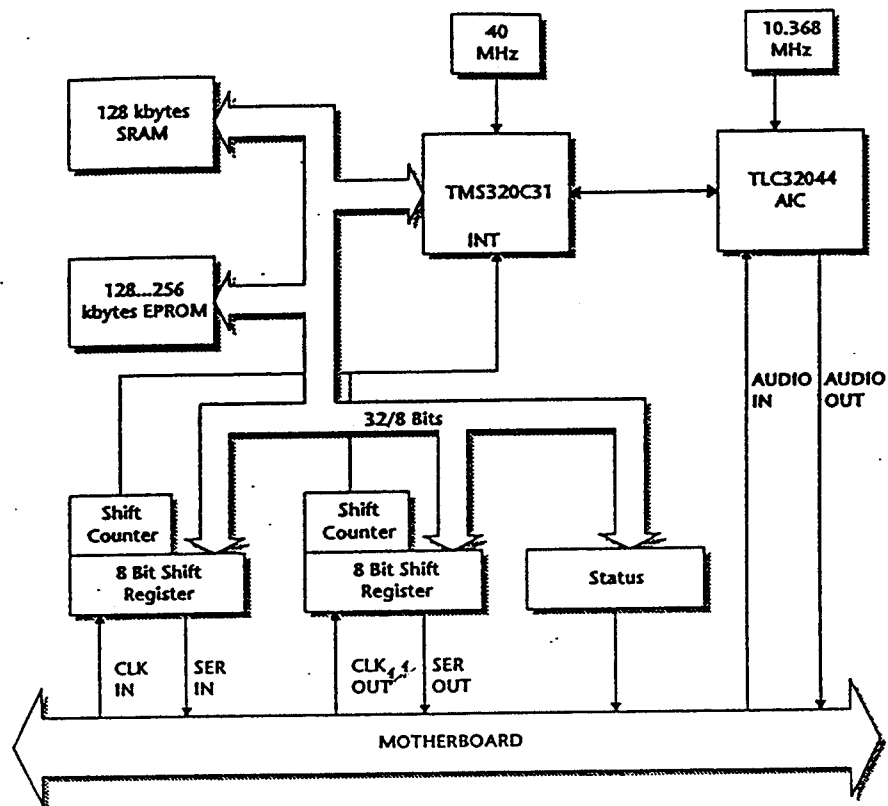 40
MHz
10.368
MHz
128 kbytes
SRAM
TMS320C31
INT
TLC32044
AIC
128...256
kbytes EPROM
AUDIO
IN
AUDIO
OUT
32/8 Bits
Shift
Counter
8 Bit Shift
Register
Shift
Counter
8 Bit Shift
Register
Status
CLK
IN
SER
IN
CLK
OUT
SER
OUT
MOTHERBOARD